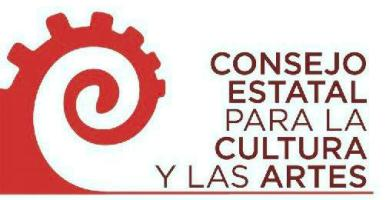 CONSEJO
ESTATAL
PARA LA
CULTURA
Y LAS ARTES